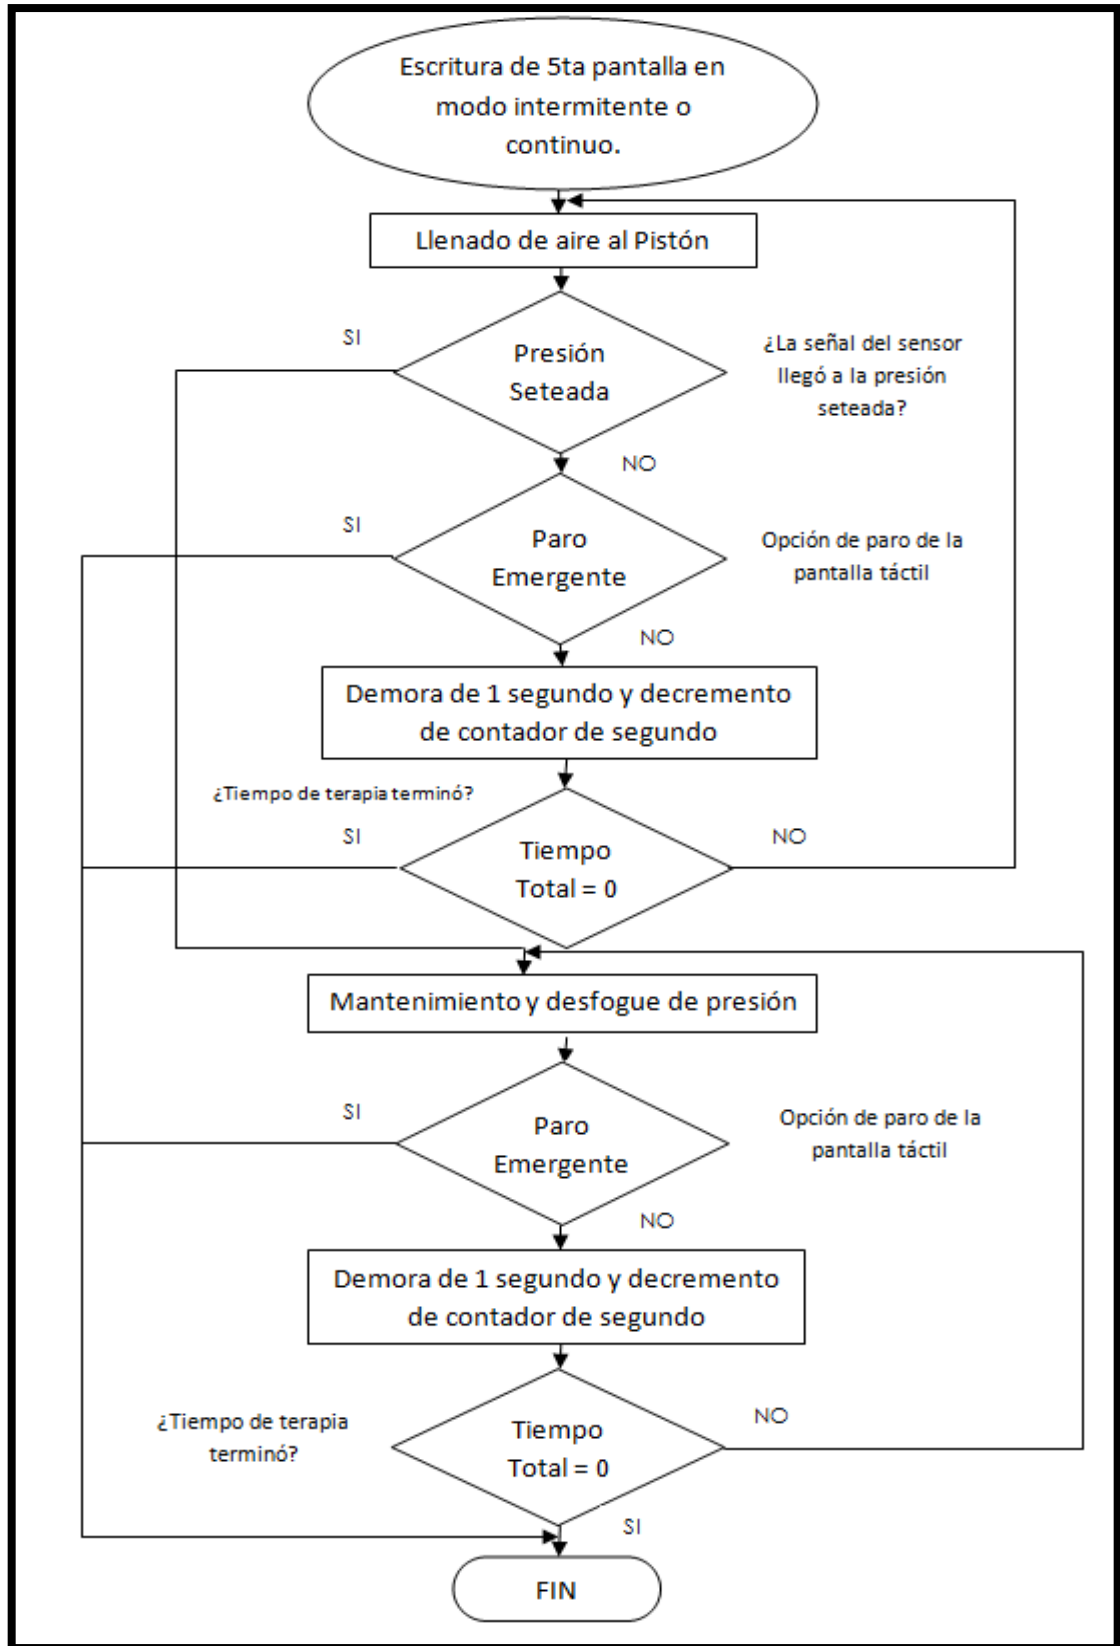 Escritura de 5ta pantalla en
modo intermitente o
continuo.
Llenado de aire al Pistón
SI
Presión
Seteada
¿La señal del sensor
llegó a la presión
seteada?
NO
SI
Paro
Emergente
Opción de paro de la
pantalla táctil
NO
Demora de 1 segundo y decremento
de contador de segundo
¿Tiempo de terapia terminó?
SI
Tiempo
Total = 0
NO
Mantenimiento y desfogue de presión
SI
Paro
Emergente
Opción de paro de la
pantalla táctil
NO
Demora de 1 segundo y decremento
de contador de segundo
¿Tiempo de terapia
terminó?
Tiempo
Total = 0
NO
SI
FIN